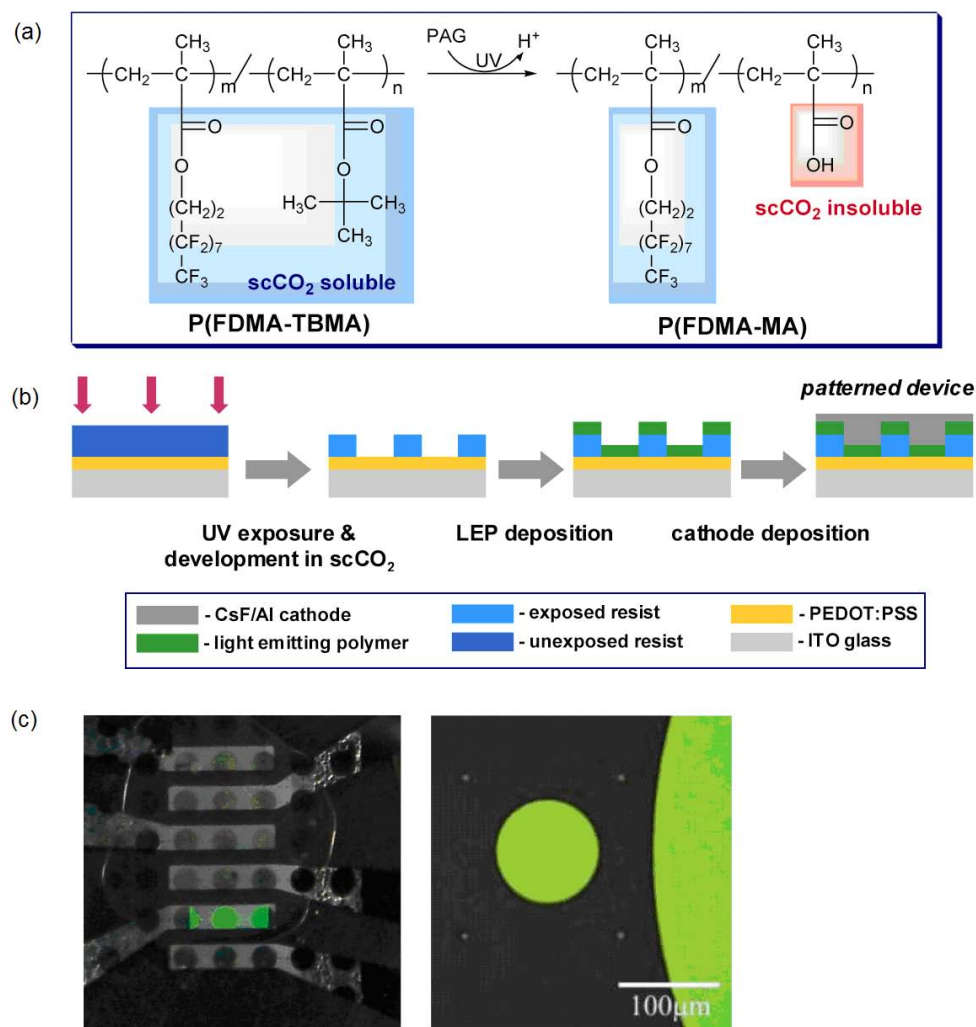 (a)
CH3
CH3
PAG
H+
UV
(CH2
C)m
(CH2
C)n
(CH2
C)m
(CH2
C)n
O
O
O
O
O
O
O
OH
(CH2)2
H3C
CH3
(CH2)2
scCO2 insoluble
(CF2)7
CH3
(CF2)7
CF3
scCO2 soluble
CF3
P(FDMA-TBMA)
P(FDMA-MA)
(b)
patterned device
UV exposure &
development in scCO2
LEP deposition
cathode deposition
- CsF/Al cathode
- exposed resist
- PEDOT:PSS
- light emitting polymer
- unexposed resist
- ITO glass
(c)
100μm